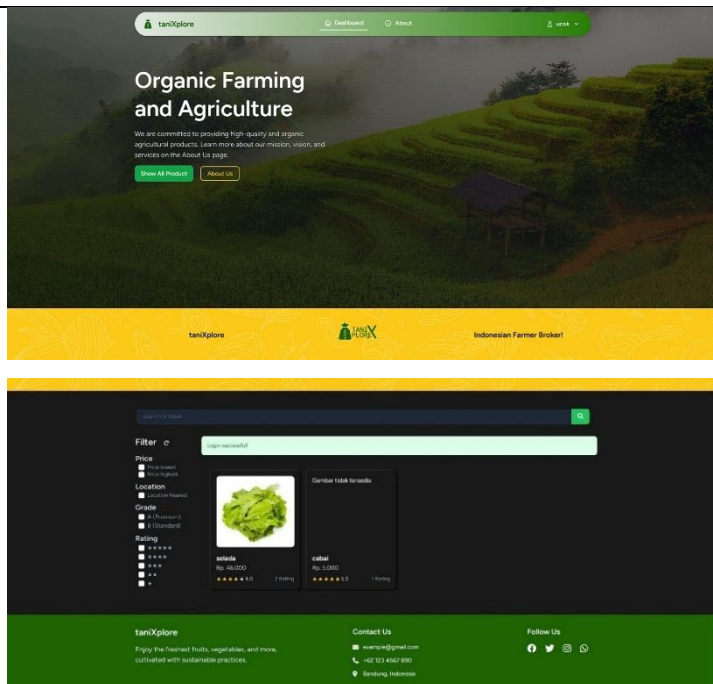 taniXplore
Dashboard
About
ucok
Organic Farming
and Agriculture
We are committed to providing high-quality and organic
agricultural products. Learn more about our mission, vision, and
services on the About Us page.
Show All Product
About Us
taniXplore
TANI
XPLORE
Indonesian Farmer Broker!
Filter
Login successful!
Price
Price lowest
Price highest
Location
Location Nearest
Grade
A (Premium)
B (Standard)
Rating
Gambar tidak tersedia
selada
Rp. 46.000
4.0
2 Rating
cabai
Rp. 5.000
5.0
1 Rating
taniXplore
Enjoy the freshest fruits, vegetables, and more,
cultivated with sustainable practices.
Contact Us
example@gmail.com
+62 123 4567 890
Bandung, Indonesia
Follow Us